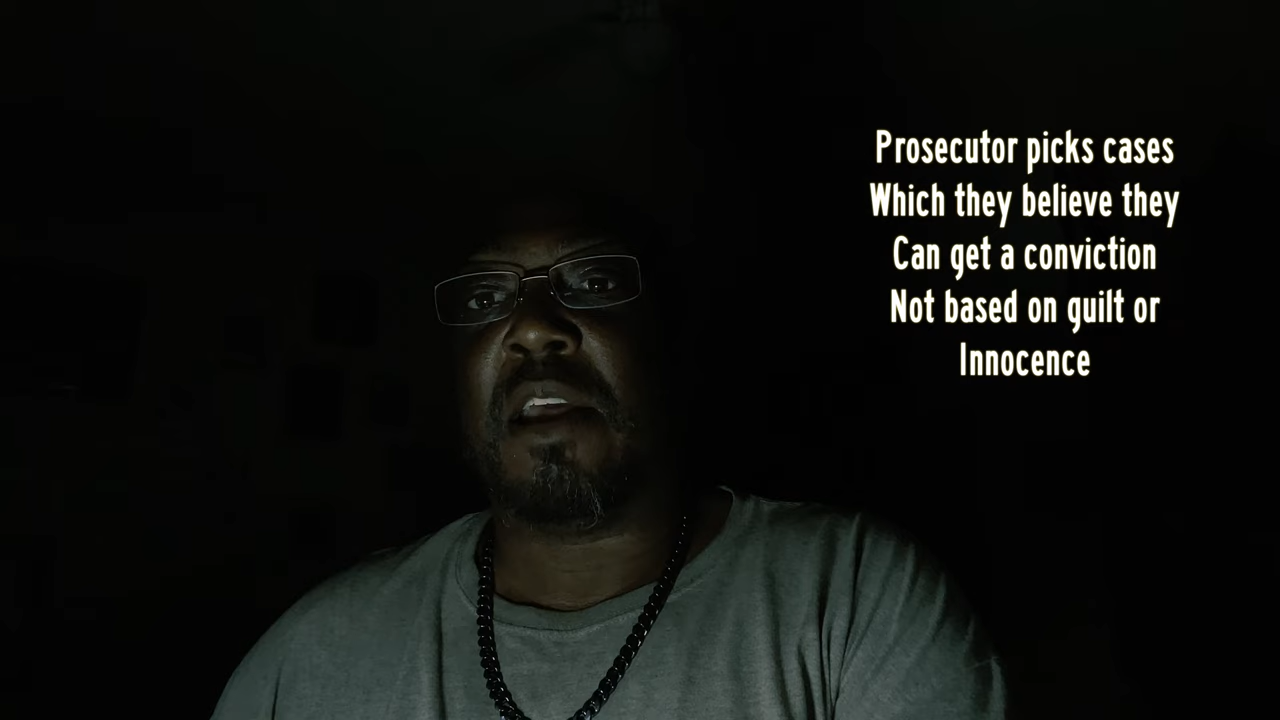 Prosecutor picks cases
Which they believe they
Can get a conviction
Not based on guilt or
Innocence